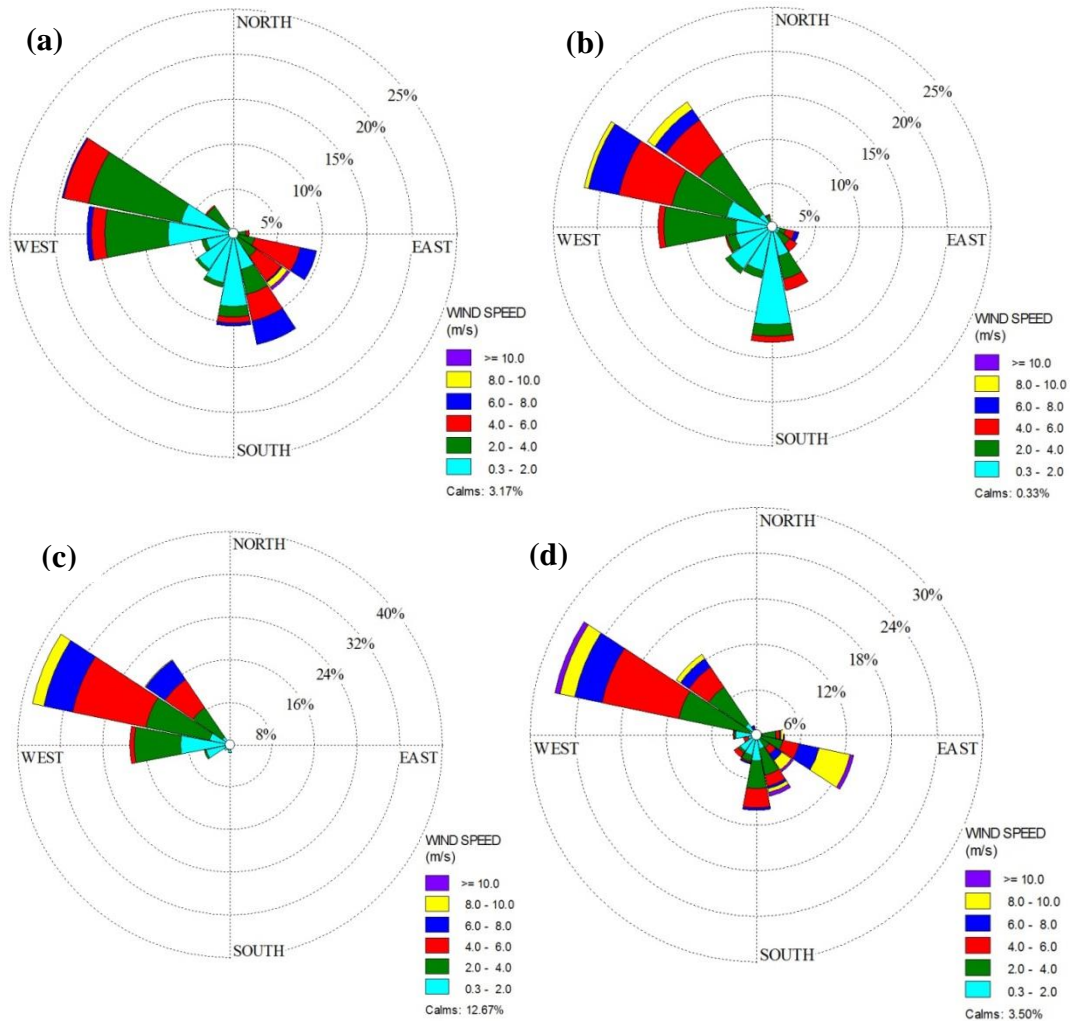 (a)
NORTH
25%
20%
15%
10%
5%
WEST
EAST
SOUTH
WIND SPEED
(m/s)
>= 10.0
8.0 - 10.0
6.0 - 8.0
4.0 - 6.0
2.0 - 4.0
0.3 - 2.0
Calms: 3.17%
(b)
NORTH
25%
20%
15%
10%
5%
WEST
EAST
SOUTH
WIND SPEED
(m/s)
>= 10.0
8.0 - 10.0
6.0 - 8.0
4.0 - 6.0
2.0 - 4.0
0.3 - 2.0
Calms: 0.33%
(c)
NORTH
40%
32%
24%
16%
8%
WEST
EAST
SOUTH
WIND SPEED
(m/s)
>= 10.0
8.0 - 10.0
6.0 - 8.0
4.0 - 6.0
2.0 - 4.0
0.3 - 2.0
Calms: 12.67%
(d)
NORTH
30%
24%
18%
12%
6%
WEST
EAST
SOUTH
WIND SPEED
(m/s)
>= 10.0
8.0 - 10.0
6.0 - 8.0
4.0 - 6.0
2.0 - 4.0
0.3 - 2.0
Calms: 3.50%